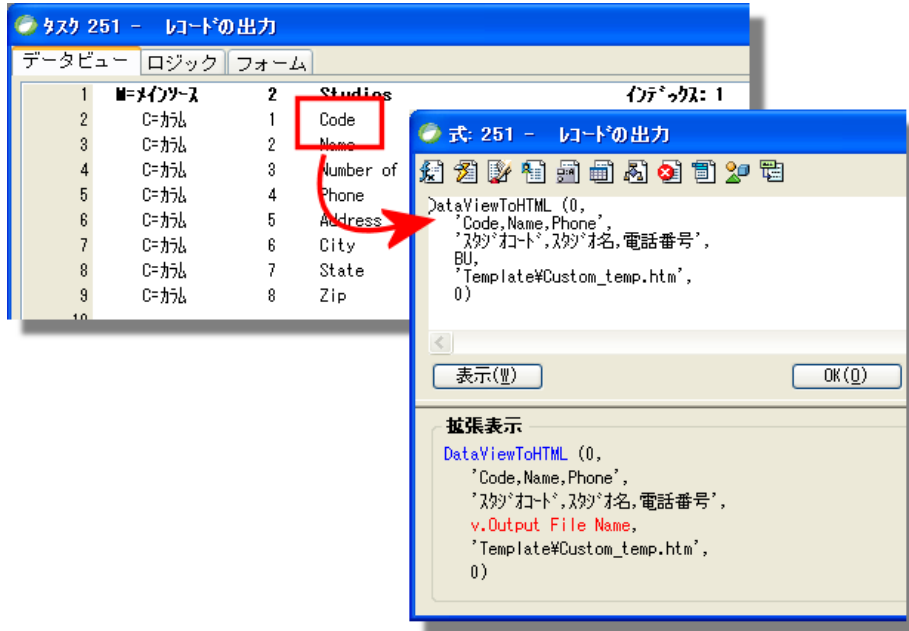 タスク 251 - ﾚｺｰﾄﾞの出力
データビュー ロジック フォーム
1 M=ﾒｲﾝｿｰｽ 2 Studios ｲﾝﾃﾞｯｸｽ: 1
2 C=ｶﾗﾑ 1 Code
3 C=ｶﾗﾑ 2 Name
4 C=ｶﾗﾑ 3 Number of
5 C=ｶﾗﾑ 4 Phone
6 C=ｶﾗﾑ 5 Address
7 C=ｶﾗﾑ 6 City
8 C=ｶﾗﾑ 7 State
9 C=ｶﾗﾑ 8 Zip
10
式: 251 - ﾚｺｰﾄﾞの出力
DataViewToHTML (0,
'Code,Name,Phone',
'ｽﾀｼﾞｵｺｰﾄﾞ,ｽﾀｼﾞｵ名,電話番号',
BU,
'Template¥Custom_temp.htm',
0)
表示(W) OK(O)
拡張表示
DataViewToHTML (0,
'Code,Name,Phone',
'ｽﾀｼﾞｵｺｰﾄﾞ,ｽﾀｼﾞｵ名,電話番号',
v.Output File Name,
'Template¥Custom_temp.htm',
0)